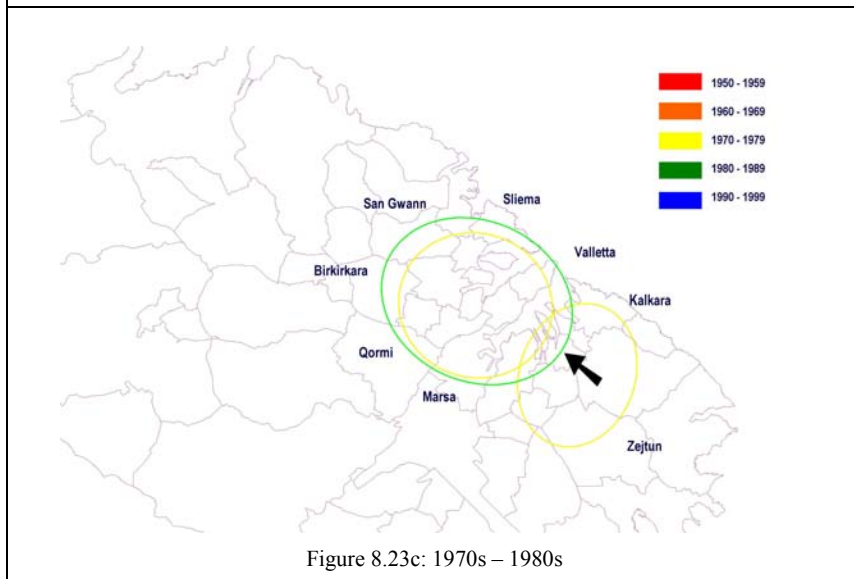 1950 - 1959
1960 - 1969
1970 - 1979
1980 - 1989
1990 - 1999
San Gwann
Sliema
Valletta
Birkirkara
Kalkara
Qormi
Marsa
Zejtun
Figure 8.23c: 1970s – 1980s